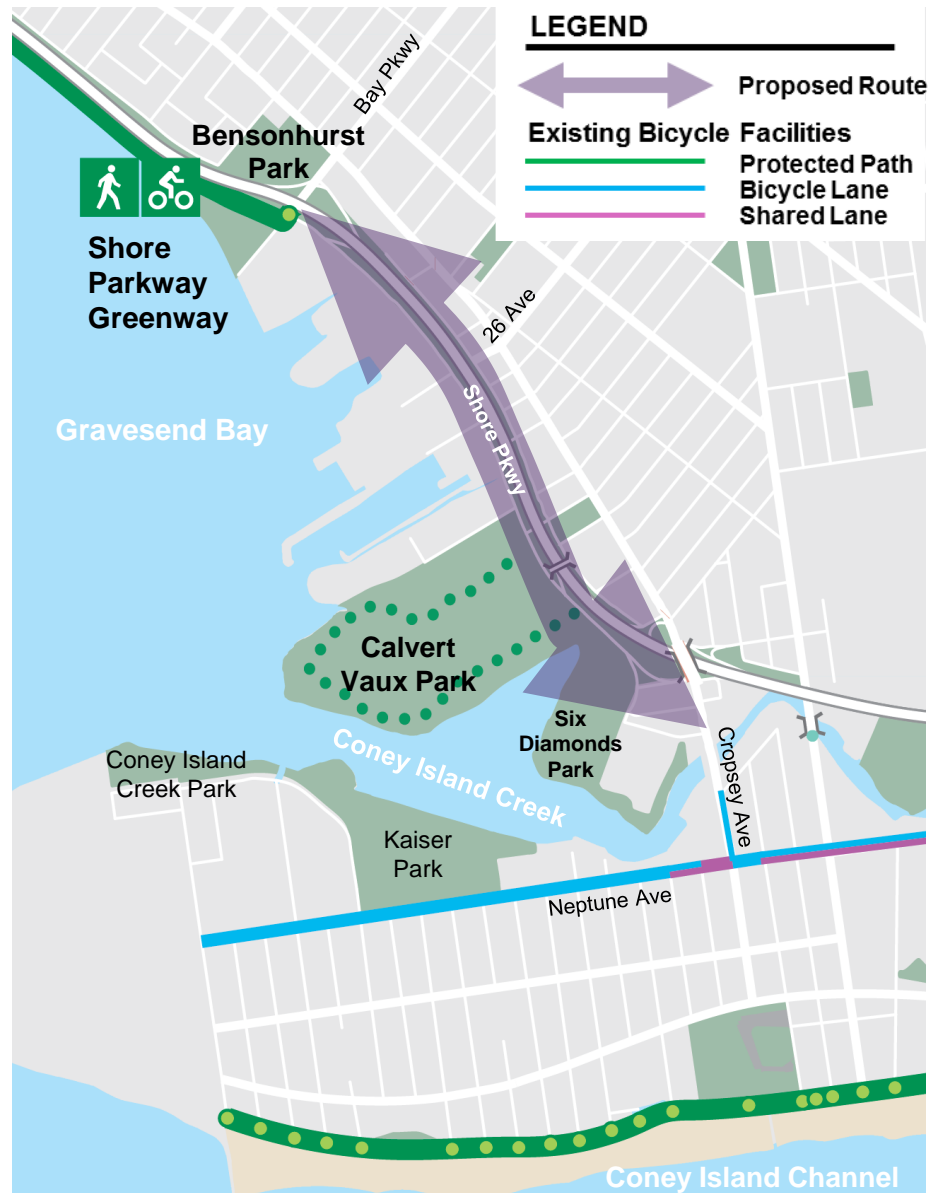 LEGEND
Proposed Route
Existing Bicycle Facilities
Protected Path
Bicycle Lane
Shared Lane
Bay Pkwy
Bensonhurst
Park
Shore
Parkway
Greenway
26 Ave
Gravesend Bay
Shore Pkwy
Calvert
Vaux Park
Six
Diamonds
Park
Coney Island Creek
Cropsey Ave
Coney Island
Creek Park
Kaiser
Park
Neptune Ave
Coney Island Channel